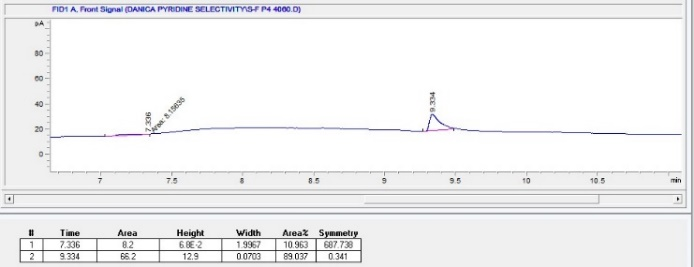 FID1 A, Front Signal (DANICA PYRIDINE SELECTIVITY\S-F P4 4060.D)
pA
80
60
40
20
0
7.336
Area: 8.15635
9.334
7 7.5 8 8.5 9 9.5 10 10.5 min
# Time Area Height Width Area% Symmetry
1 7.336 8.2 6.8E-2 1.9967 10.963 687.738
2 9.334 66.2 12.9 0.0703 89.037 0.341